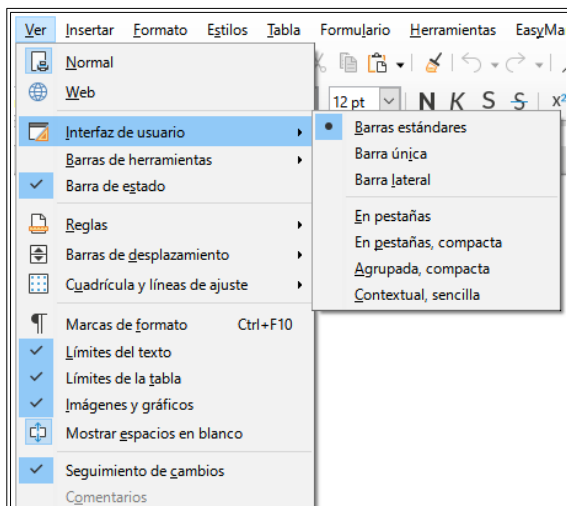 Ver Insertar Formato Estilos Tabla Formulario Herramientas EasyMa
Normal
Web
12 pt N K S S x²
Interfaz de usuario
Barras de herramientas
Barra de estado
Reglas
Barras de desplazamiento
Cuadrícula y líneas de ajuste
Marcas de formato Ctrl+F10
Límites del texto
Límites de la tabla
Imágenes y gráficos
Mostrar espacios en blanco
Seguimiento de cambios
Comentarios
Barras estándares
Barra única
Barra lateral
En pestañas
En pestañas, compacta
Agrupada, compacta
Contextual, sencilla